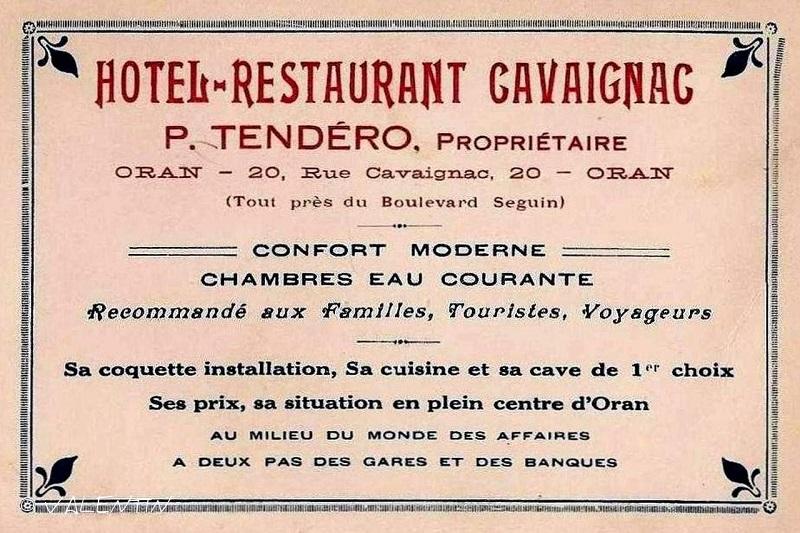 HOTEL-RESTAURANT CAVAIGNAC
P. TENDÉRO, PROPRIÉTAIRE
ORAN - 20, Rue Cavaignac, 20 - ORAN
(Tout près du Boulevard Seguin)
CONFORT MODERNE
CHAMBRES EAU COURANTE
Recommandé aux Familles, Touristes, Voyageurs
Sa coquette installation, Sa cuisine et sa cave de 1er choix
Ses prix, sa situation en plein centre d'Oran
AU MILIEU DU MONDE DES AFFAIRES
A DEUX PAS DES GARES ET DES BANQUES
© VALENTIN